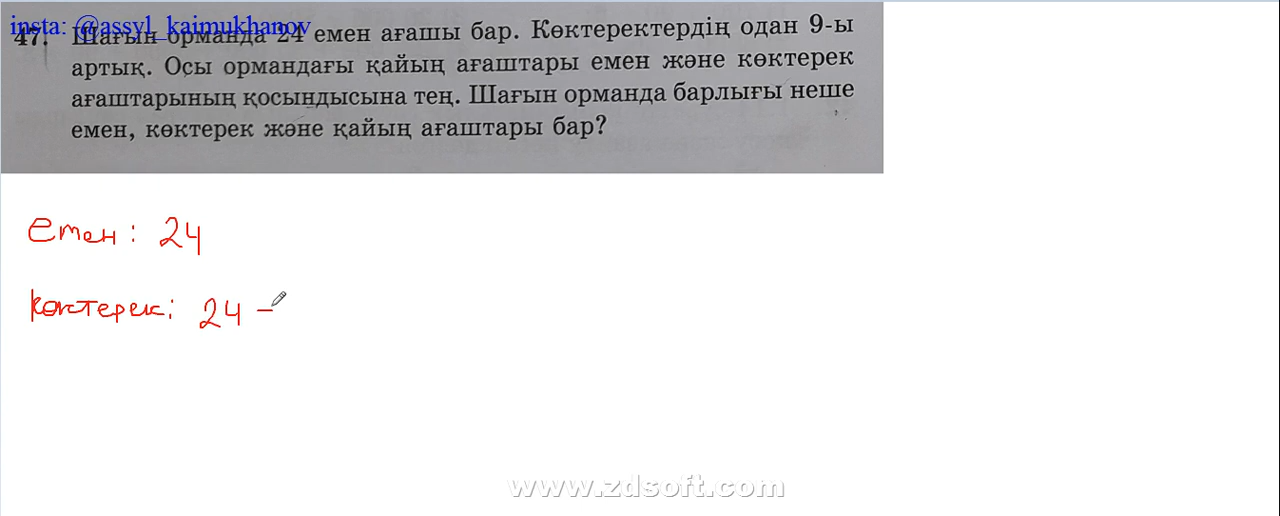 insta: @assyl_kaimukhanov
47. Шағын орманда 24 емен ағашы бар. Көктеректердің одан 9-ы
артық. Осы ормандағы қайың ағаштары емен және көктерек
ағаштарының қосындысына тең. Шағын орманда барлығы неше
емен, көктерек және қайың ағаштары бар?
Емен: 24
Көктерек: 24 –
www.zdsoft.com